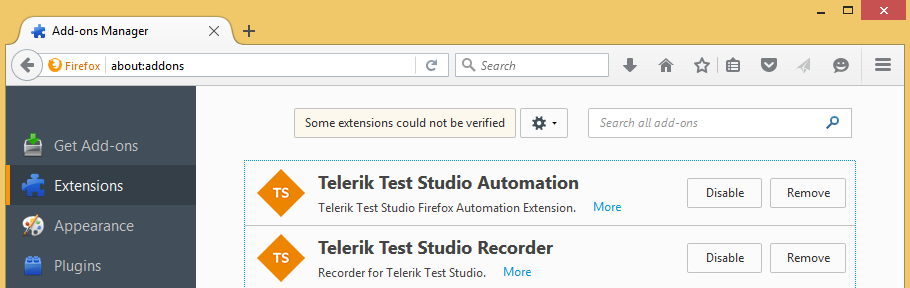 Add-ons Manager
Firefox about:addons Search
Some extensions could not be verified Search all add-ons
Get Add-ons
Extensions
Appearance
Plugins
TS Telerik Test Studio Automation Disable Remove
Telerik Test Studio Firefox Automation Extension. More
TS Telerik Test Studio Recorder Disable Remove
Recorder for Telerik Test Studio. More